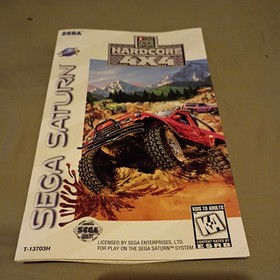 SEGA
HARDCORE
4X4
SEGA SATURN
SEGA
LICENSED BY SEGA ENTERPRISES, LTD.
FOR PLAY ON THE SEGA SATURN™ SYSTEM.
T-13703H
KIDS TO ADULTS
K-A
CONTENT RATED BY
ESRB